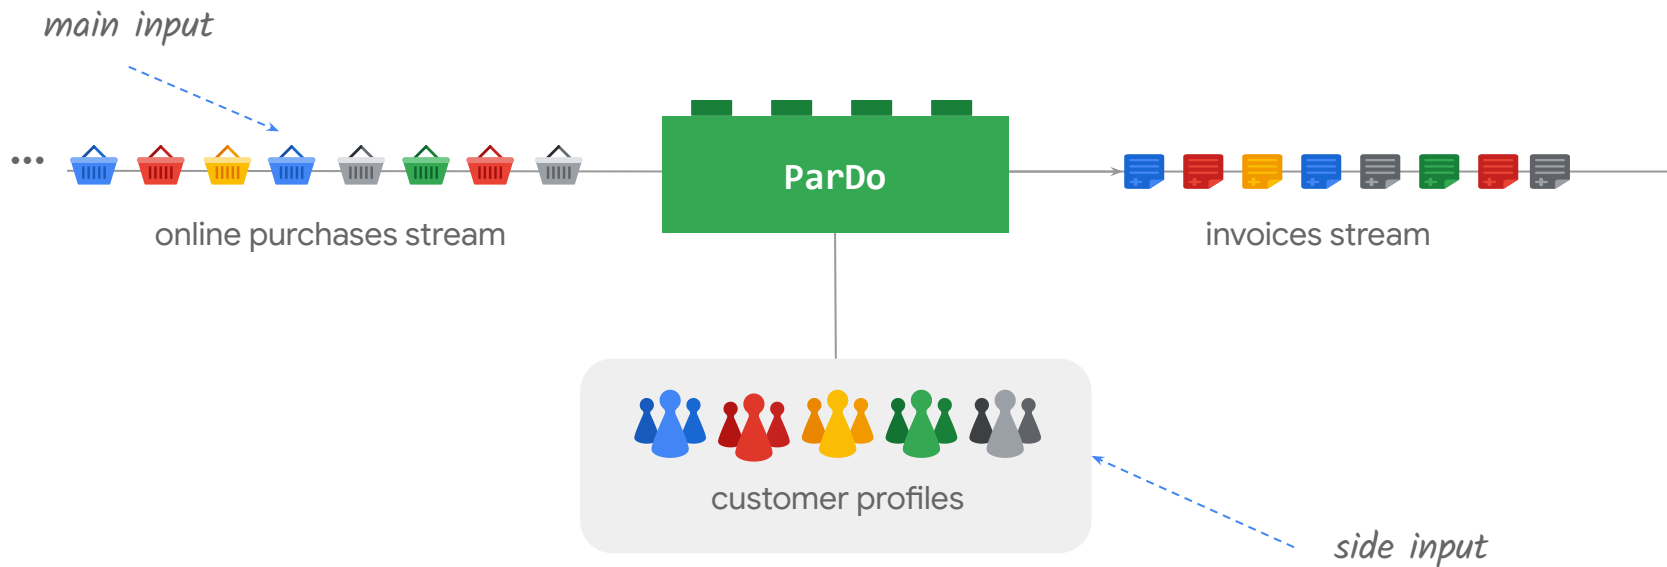 main input
...
ParDo
online purchases stream
invoices stream
customer profiles
side input